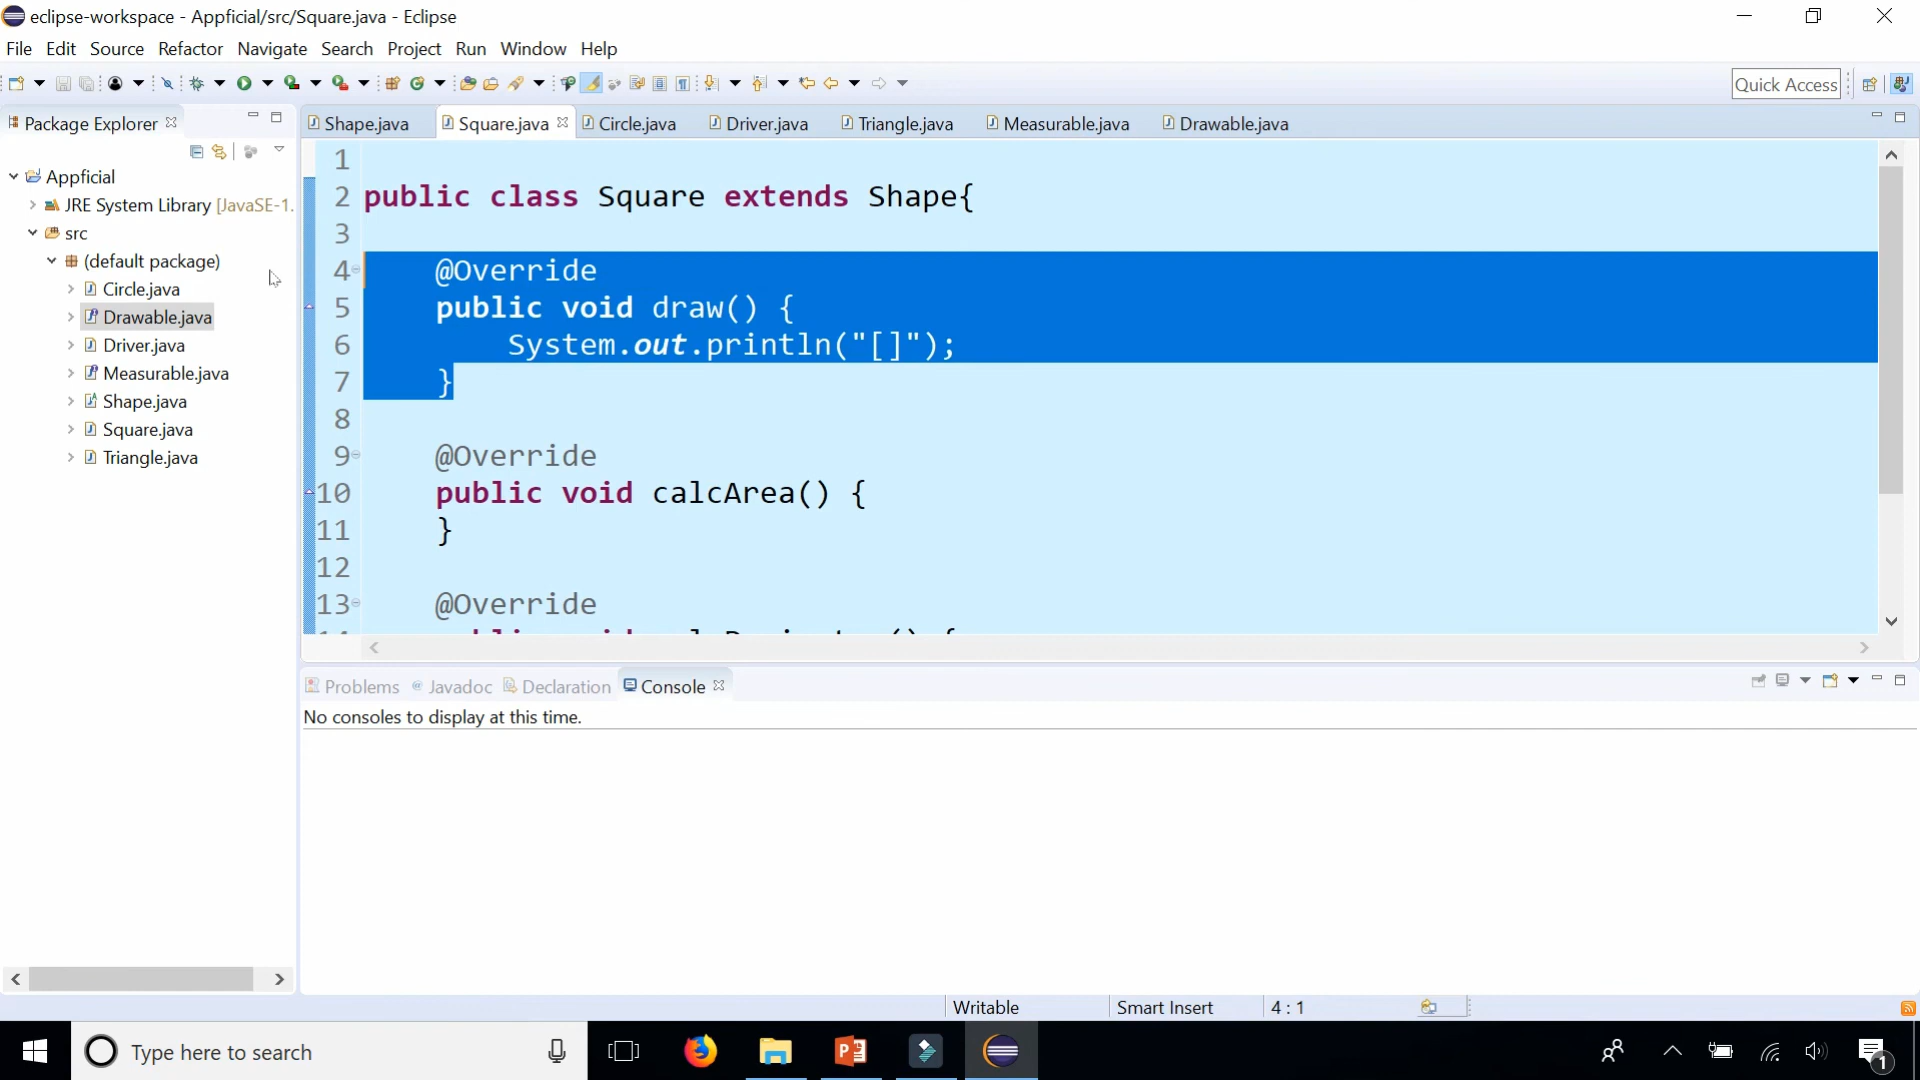 eclipse-workspace - Appficial/src/Square.java - Eclipse
File Edit Source Refactor Navigate Search Project Run Window Help
Quick Access
Package Explorer
Shape.java Square.java Circle.java Driver.java Triangle.java Measurable.java Drawable.java
Appficial
JRE System Library [JavaSE-1.
src
(default package)
Circle.java
Drawable.java
Driver.java
Measurable.java
Shape.java
Square.java
Triangle.java
1
2 public class Square extends Shape{
3
4 @Override
5 public void draw() {
6 System.out.println("[]");
7 }
8
9 @Override
10 public void calcArea() {
11 }
12
13 @Override
Problems Javadoc Declaration Console
No consoles to display at this time.
Writable Smart Insert 4 : 1
Type here to search
1